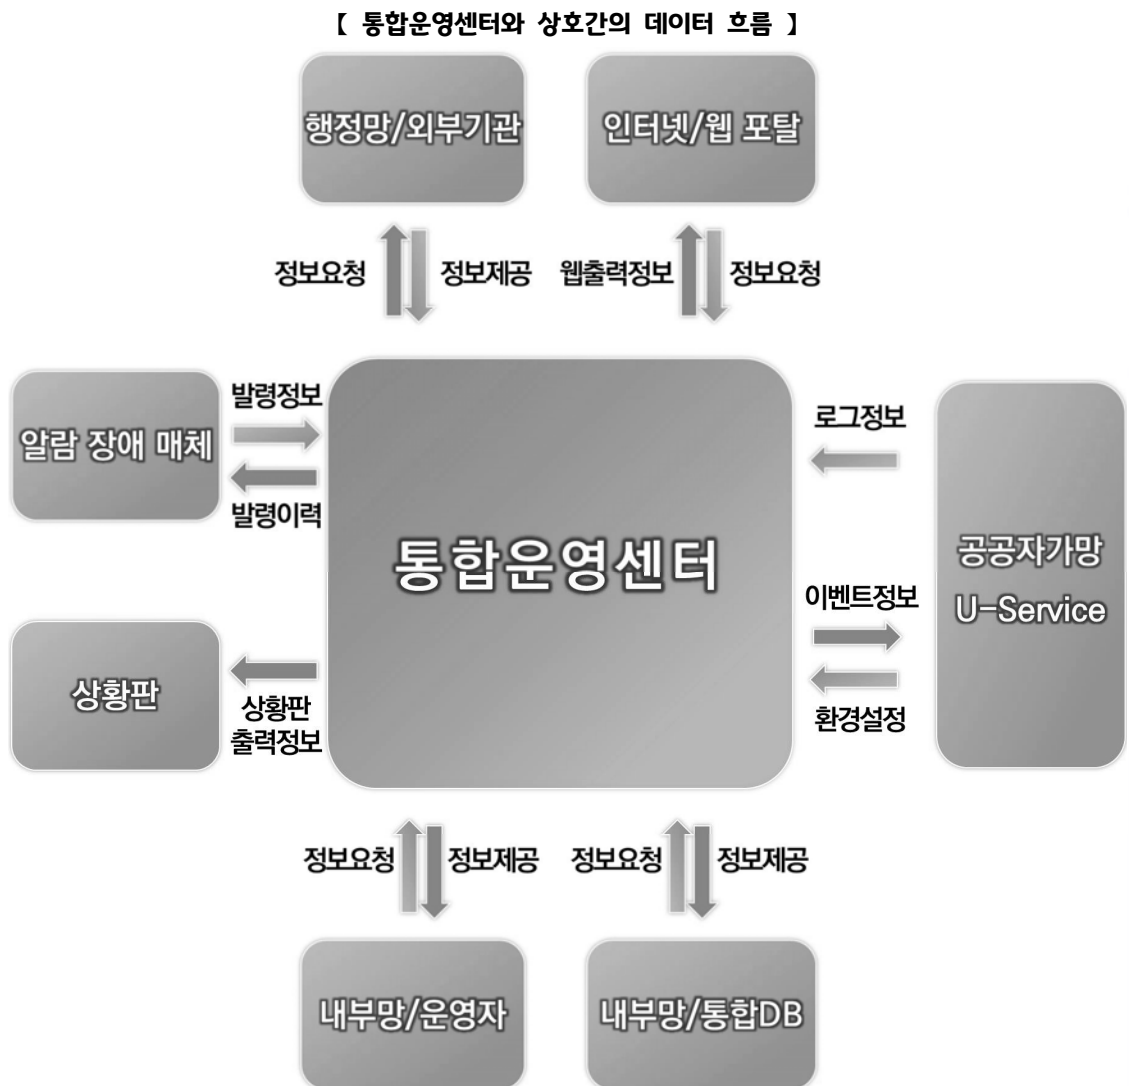 【 통합운영센터와 상호간의 데이터 흐름 】
행정망/외부기관
인터넷/웹 포탈
정보요청
정보제공
웹출력정보
정보요청
알람 장애 매체
발령정보
발령이력
통합운영센터
로그정보
이벤트정보
환경설정
공공자가망
U-Service
상황판
상황판
출력정보
정보요청
정보제공
정보요청
정보제공
내부망/운영자
내부망/통합DB